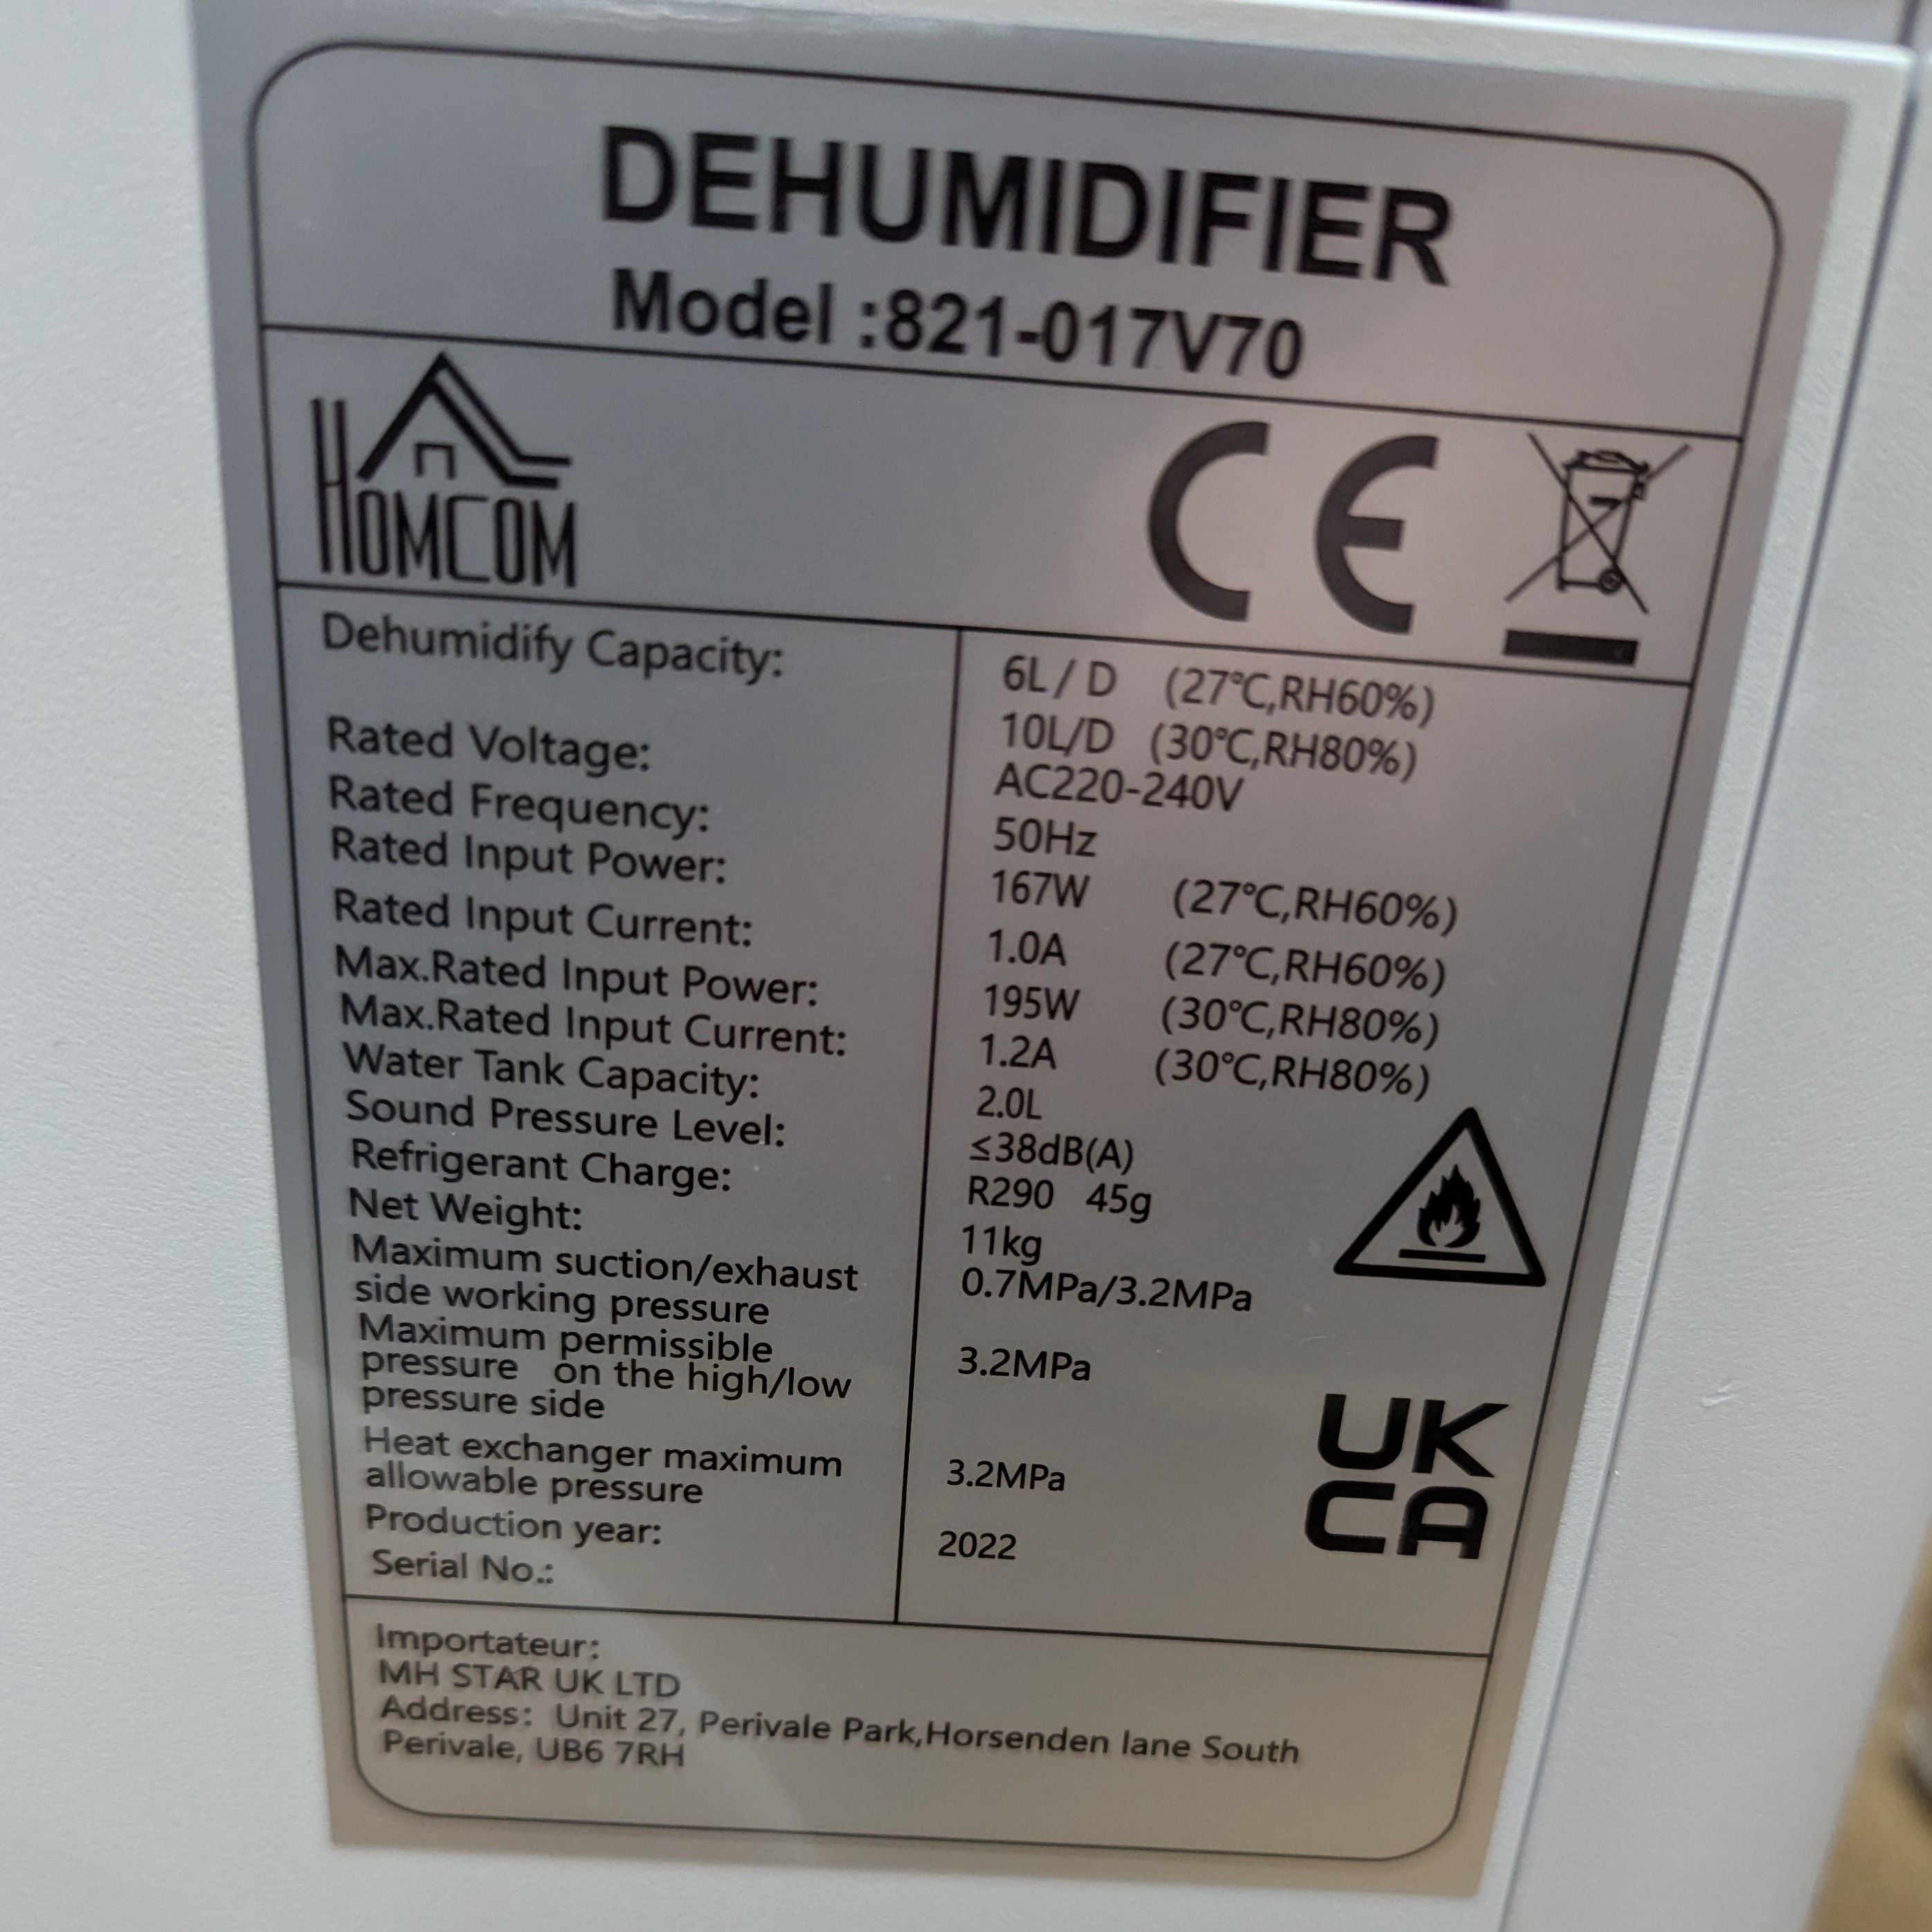 DEHUMIDIFIER
Model :821-017V70
HOMCOM
CE
Dehumidify Capacity: 6L/D (27℃,RH60%)
10L/D (30℃,RH80%)
Rated Voltage: AC220-240V
Rated Frequency: 50Hz
Rated Input Power: 167W (27℃,RH60%)
Rated Input Current: 1.0A (27℃,RH60%)
Max.Rated Input Power: 195W (30℃,RH80%)
Max.Rated Input Current: 1.2A (30℃,RH80%)
Water Tank Capacity: 2.0L
Sound Pressure Level: ≤38dB(A)
Refrigerant Charge: R290 45g
Net Weight: 11kg
Maximum suction/exhaust 0.7MPa/3.2MPa
side working pressure
Maximum permissible
pressure on the high/low 3.2MPa
pressure side
Heat exchanger maximum
allowable pressure 3.2MPa
Production year: 2022
Serial No.:
UK
CA
Importateur:
MH STAR UK LTD
Address: Unit 27, Perivale Park,Horsenden lane South
Perivale, UB6 7RH